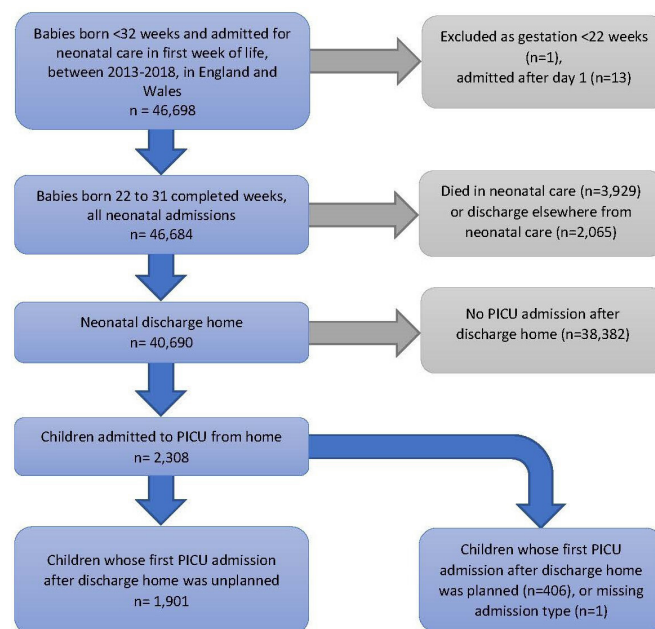 Babies born <32 weeks and admitted for
neonatal care in first week of life,
between 2013-2018, in England and
Wales
n = 46,698
Excluded as gestation <22 weeks
(n=1),
admitted after day 1 (n=13)
Babies born 22 to 31 completed weeks,
all neonatal admissions
n= 46,684
Died in neonatal care (n=3,929)
or discharge elsewhere from
neonatal care (n=2,065)
Neonatal discharge home
n= 40,690
No PICU admission after
discharge home (n=38,382)
Children admitted to PICU from home
n= 2,308
Children whose first PICU admission
after discharge home was unplanned
n= 1,901
Children whose first PICU
admission after discharge home
was planned (n=406), or missing
admission type (n=1)